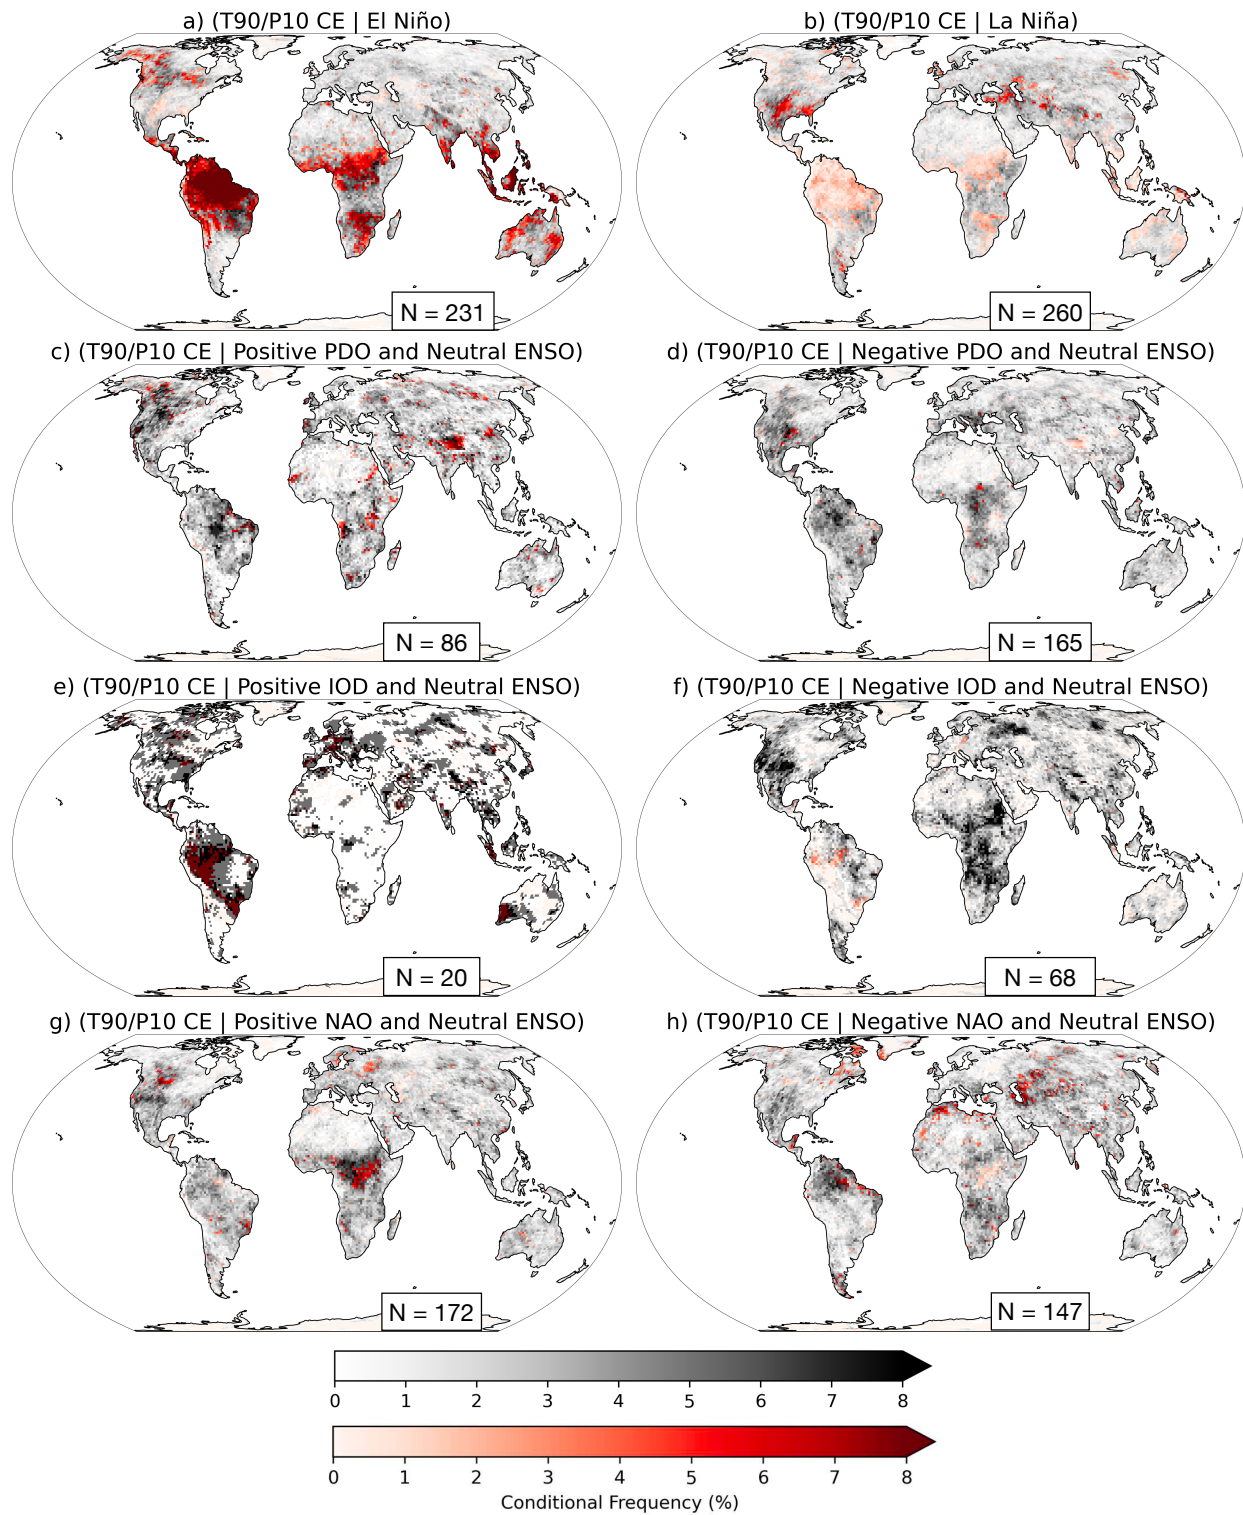 a) (T90/P10 CE | El Niño)
b) (T90/P10 CE | La Niña)
N = 231
N = 260
c) (T90/P10 CE | Positive PDO and Neutral ENSO)
d) (T90/P10 CE | Negative PDO and Neutral ENSO)
N = 86
N = 165
e) (T90/P10 CE | Positive IOD and Neutral ENSO)
f) (T90/P10 CE | Negative IOD and Neutral ENSO)
N = 20
N = 68
g) (T90/P10 CE | Positive NAO and Neutral ENSO)
h) (T90/P10 CE | Negative NAO and Neutral ENSO)
N = 172
N = 147
0 1 2 3 4 5 6 7 8
0 1 2 3 4 5 6 7 8
Conditional Frequency (%)